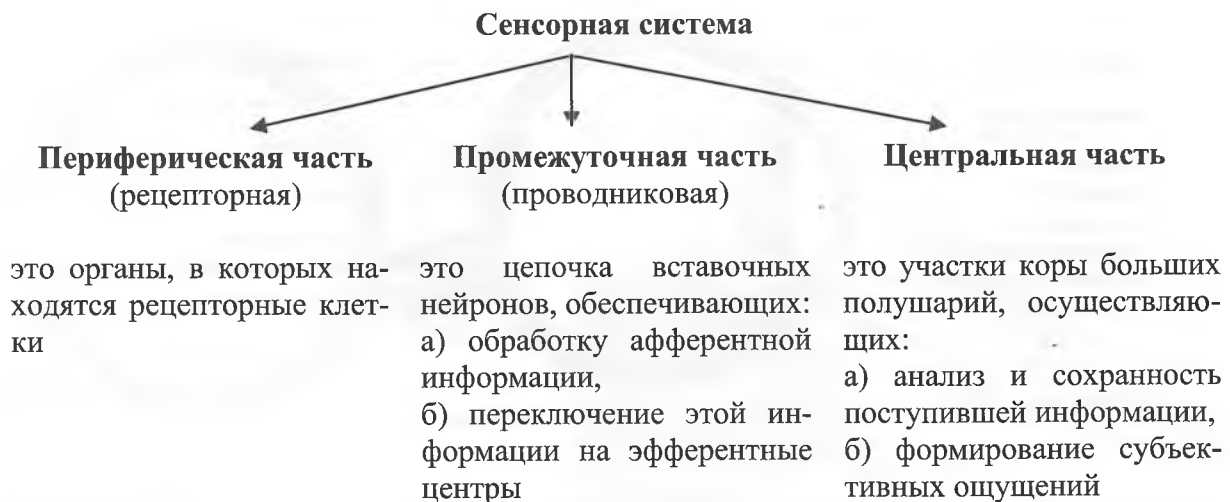 Сенсорная система
Периферическая часть
(рецепторная)
это органы, в которых на-
ходятся рецепторные клет-
ки
Промежуточная часть
(проводниковая)
это цепочка вставочных
нейронов, обеспечивающих:
а) обработку афферентной
информации,
б) переключение этой ин-
формации на эфферентные
центры
Центральная часть
это участки коры больших
полушарий, осуществляю-
щих:
а) анализ и сохранность
поступившей информации,
б) формирование субъек-
тивных ощущений